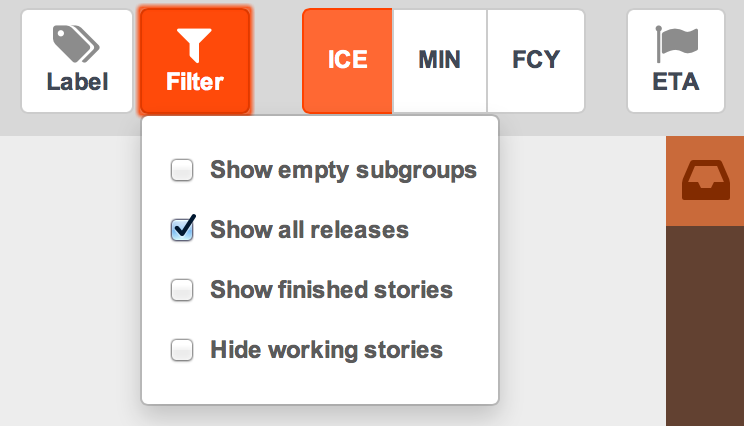 Label Filter ICE MIN FCY ETA
Show empty subgroups
Show all releases
Show finished stories
Hide working stories